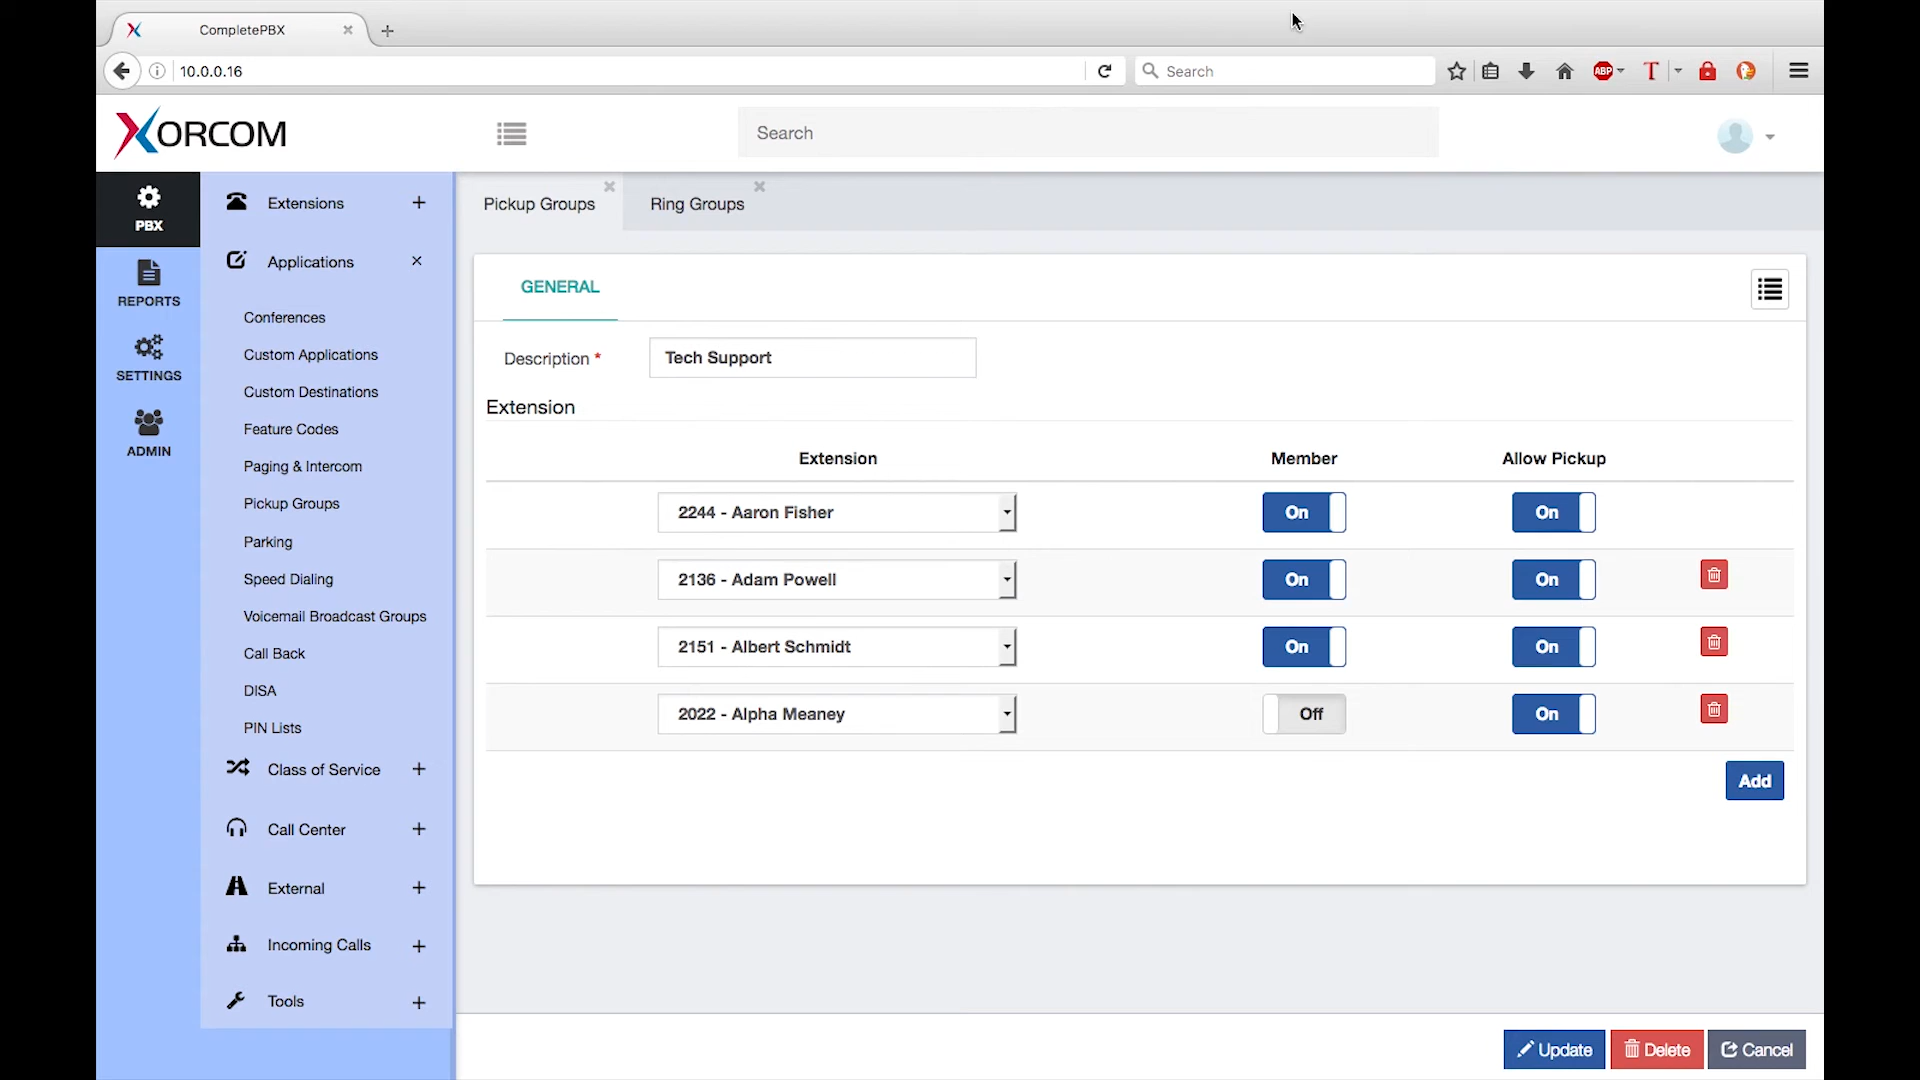 CompletePBX
10.0.0.16
Search
ABP
T
XORCOM
Search
PBX
REPORTS
SETTINGS
ADMIN
Extensions
Applications
Conferences
Custom Applications
Custom Destinations
Feature Codes
Paging & Intercom
Pickup Groups
Parking
Speed Dialing
Voicemail Broadcast Groups
Call Back
DISA
PIN Lists
Class of Service
Call Center
External
Incoming Calls
Tools
Pickup Groups
Ring Groups
GENERAL
Description * Tech Support
Extension
Extension Member Allow Pickup
2244 - Aaron Fisher On On
2136 - Adam Powell On On
2151 - Albert Schmidt On On
2022 - Alpha Meaney Off On
Add
Update Delete Cancel